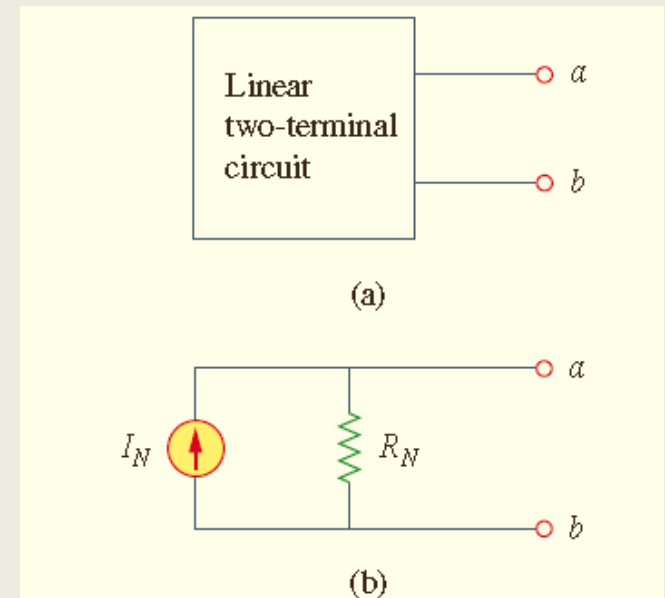 Linear
two-terminal
circuit
a
b
(a)
a
I_N
R_N
b
(b)